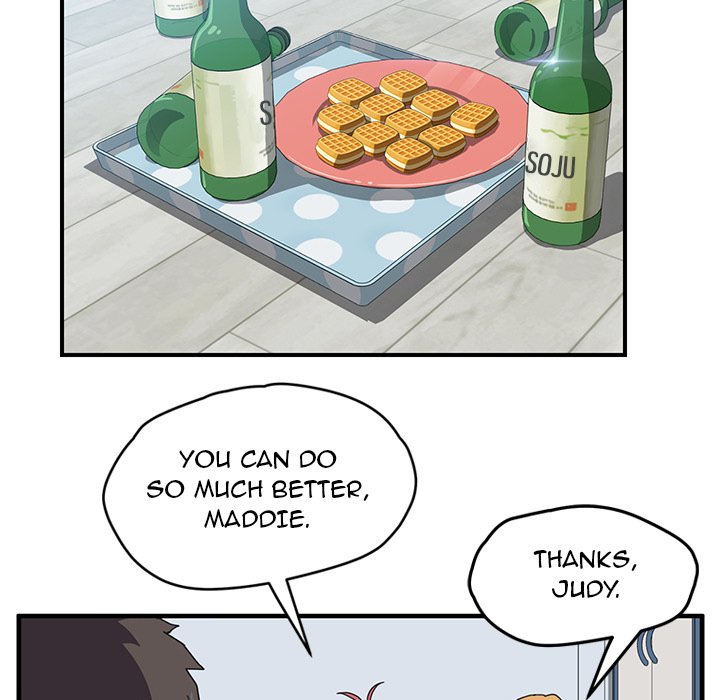 SOJU
YOU CAN DO
SO MUCH BETTER,
MADDIE.
THANKS,
JUDY.